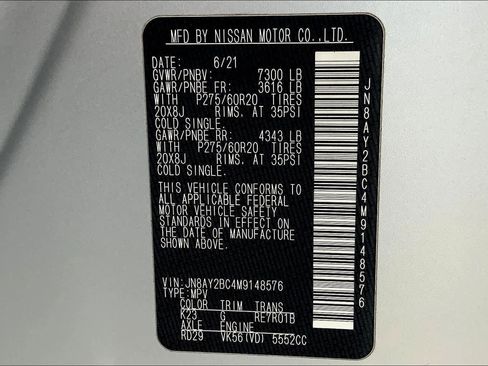 MFD BY NISSAN MOTOR CO.,LTD.
DATE: 6/21
GVWR/PNBV: 7300 LB
GAWR/PNBE FR: 3616 LB
WITH P275/60R20 TIRES
20X8J RIMS. AT 35PSI
COLD SINGLE.
GAWR/PNBE RR: 4343 LB
WITH P275/60R20 TIRES
20X8J RIMS. AT 35PSI
COLD SINGLE.
THIS VEHICLE CONFORMS TO
ALL APPLICABLE FEDERAL
MOTOR VEHICLE SAFETY
STANDARDS IN EFFECT ON
THE DATE OF MANUFACTURE
SHOWN ABOVE.
VIN: JN8AY2BC4M9148576
TYPE: MPV
COLOR TRIM TRANS
K23 G RE7R01B
AXLE ENGINE
RD29 VK56(VD) 5552CC
JN8AY2BC4M9148576